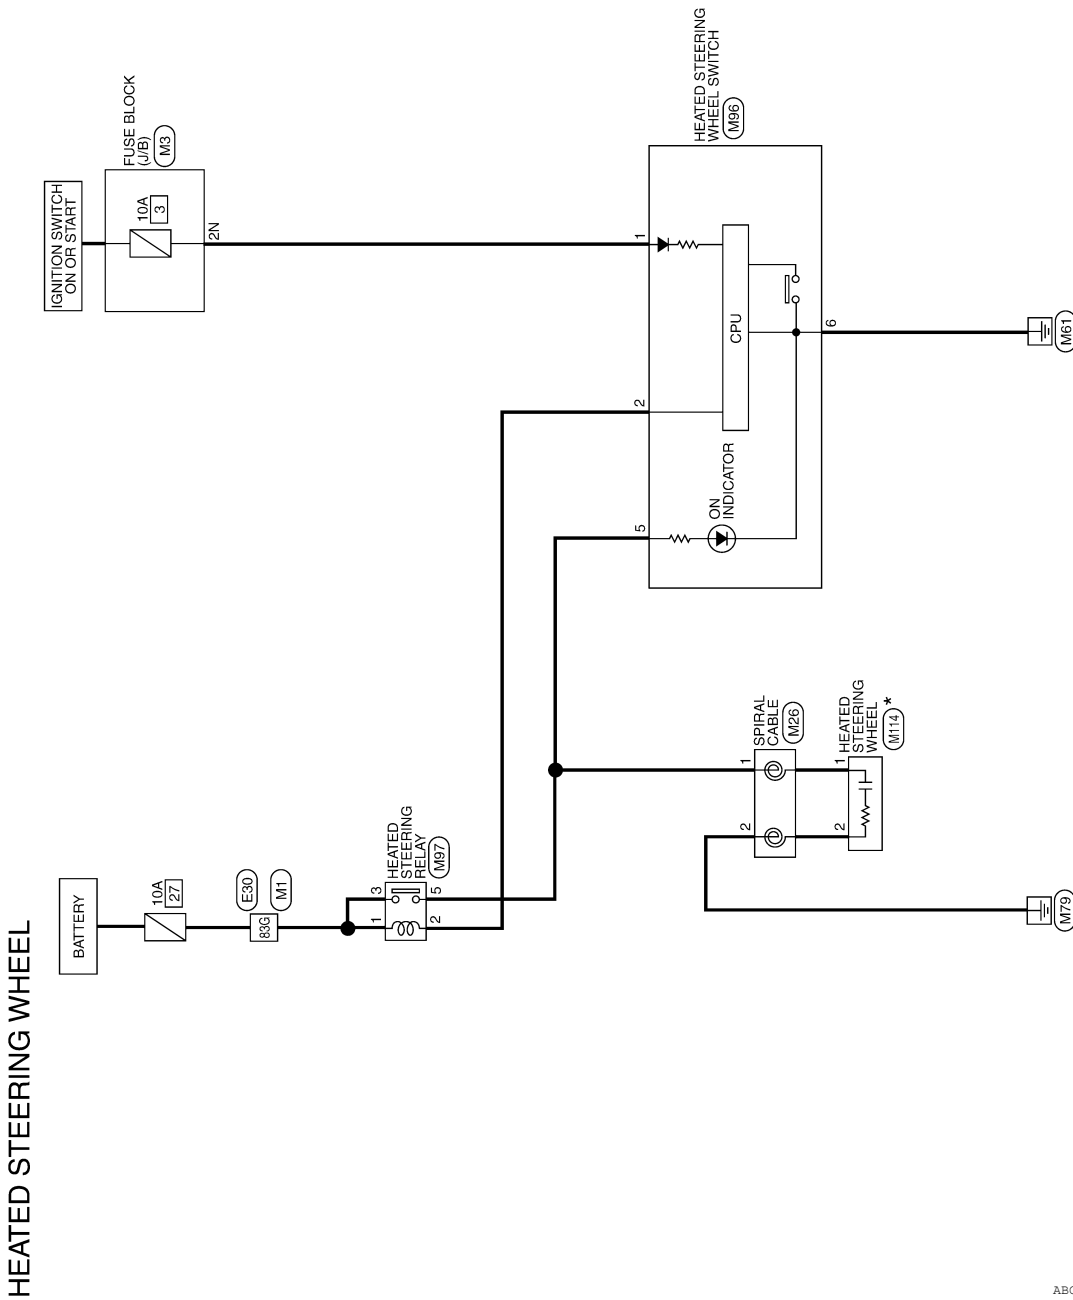 HEATED STEERING WHEEL
BATTERY
10A
27
E30
83G
M1
3
1
HEATED
STEERING
RELAY
M97
5
2
IGNITION SWITCH
ON OR START
FUSE BLOCK
(J/B)
M3
10A
3
2N
HEATED STEERING
WHEEL SWITCH
M96
1
2
5
CPU
ON
INDICATOR
6
M61
SPIRAL
CABLE
M26
1
2
HEATED
STEERING
WHEEL
M114
*
1
2
M79